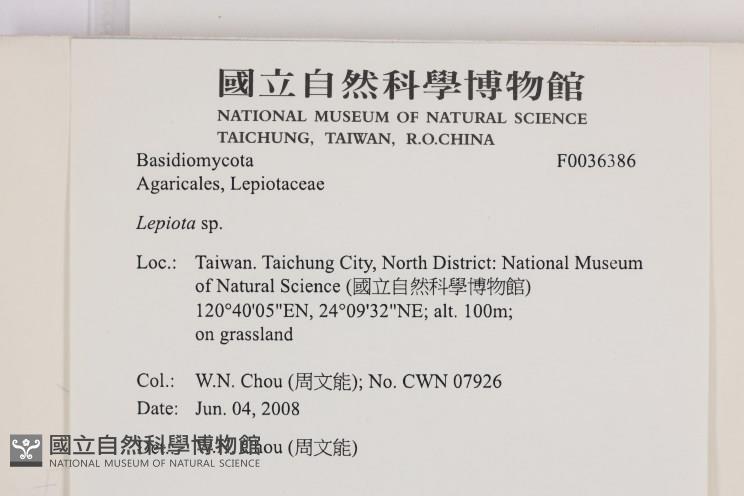 國立自然科學博物館
NATIONAL MUSEUM OF NATURAL SCIENCE
TAICHUNG, TAIWAN, R.O.CHINA
Basidiomycota F0036386
Agaricales, Lepiotaceae
Lepiota sp.
Loc.: Taiwan. Taichung City, North District: National Museum
of Natural Science (國立自然科學博物館)
120°40'05"EN, 24°09'32"NE; alt. 100m;
on grassland
Col.: W.N. Chou (周文能); No. CWN 07926
Date: Jun. 04, 2008
Chou (周文能)
國立自然科學博物館
NATIONAL MUSEUM OF NATURAL SCIENCE